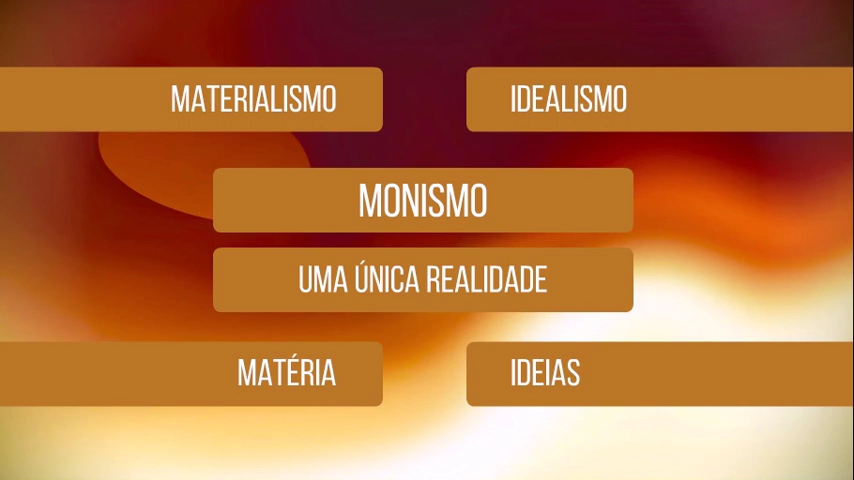 MATERIALISMO
IDEALISMO
MONISMO
UMA ÚNICA REALIDADE
MATÉRIA
IDEIAS